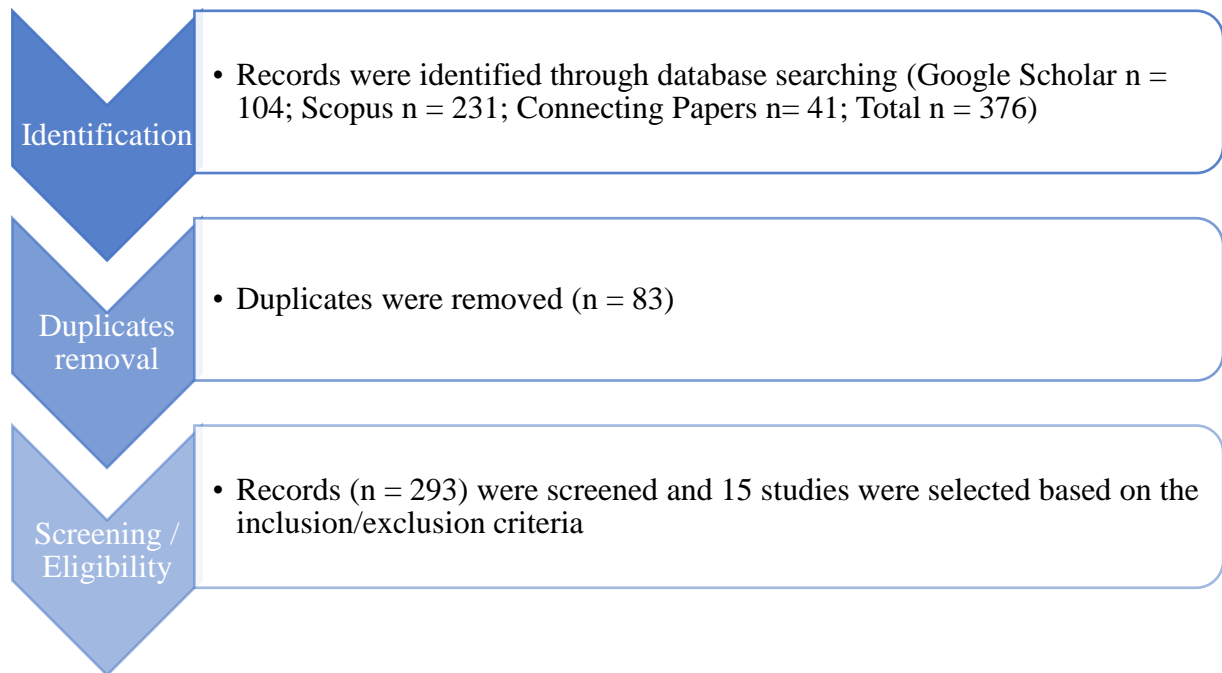 Identification
• Records were identified through database searching (Google Scholar n =
104; Scopus n = 231; Connecting Papers n= 41; Total n = 376)
Duplicates
removal
• Duplicates were removed (n = 83)
Screening /
Eligibility
• Records (n = 293) were screened and 15 studies were selected based on the
inclusion/exclusion criteria